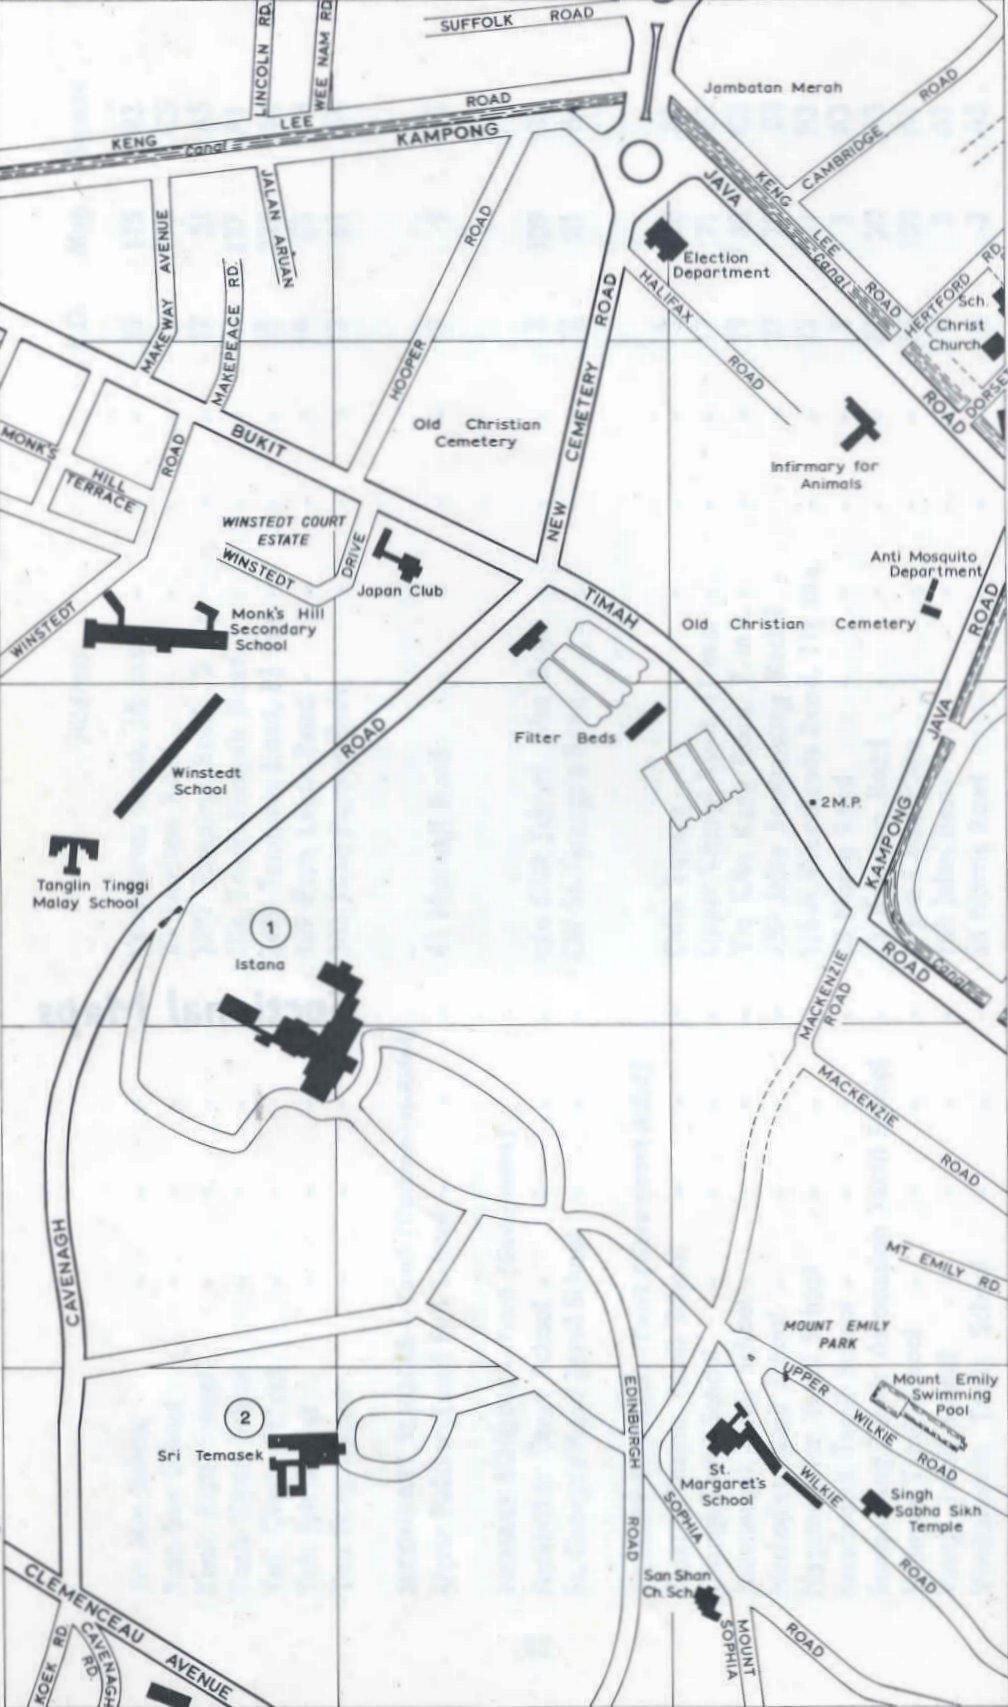 SUFFOLK ROAD
LINCOLN RD.
WEE NAM RD
Jambatan Merah
KENG LEE ROAD
canal
KAMPONG
JAVA
ROAD
CAMBRIDGE ROAD
KENG LEE ROAD
Canal
HERTFORD RD.
Sch.
Christ
Church
DORSET
MAKEWAY AVENUE
JALAN ARUAN
MAKEPEACE RD.
HOOPER ROAD
Election
Department
HALIFAX ROAD
NEW CEMETERY ROAD
Old Christian
Cemetery
Infirmary for
Animals
MONK'S
HILL
TERRACE
ROAD
WINSTEDT
BUKIT
TIMAH
ROAD
WINSTEDT COURT
ESTATE
WINSTEDT DRIVE
Japan Club
Monk's Hill
Secondary
School
Anti Mosquito
Department
Old Christian Cemetery
KAMPONG JAVA ROAD
Canal
Filter Beds
2M.P.
Winstedt
School
Tanglin Tinggi
Malay School
CAVENAGH
ROAD
1
Istana
MACKENZIE
ROAD
MACKENZIE ROAD
MT EMILY RD.
MOUNT EMILY
PARK
UPPER WILKIE ROAD
Mount Emily
Swimming
Pool
2
Sri Temasek
EDINBURGH ROAD
St.
Margaret's
School
WILKIE ROAD
Singh
Sabha Sikh
Temple
SOPHIA ROAD
San Shan
Ch. Sch.
MOUNT
SOPHIA
CLEMENCEAU AVENUE
KOEK RD.
CAVENAGH
RD.